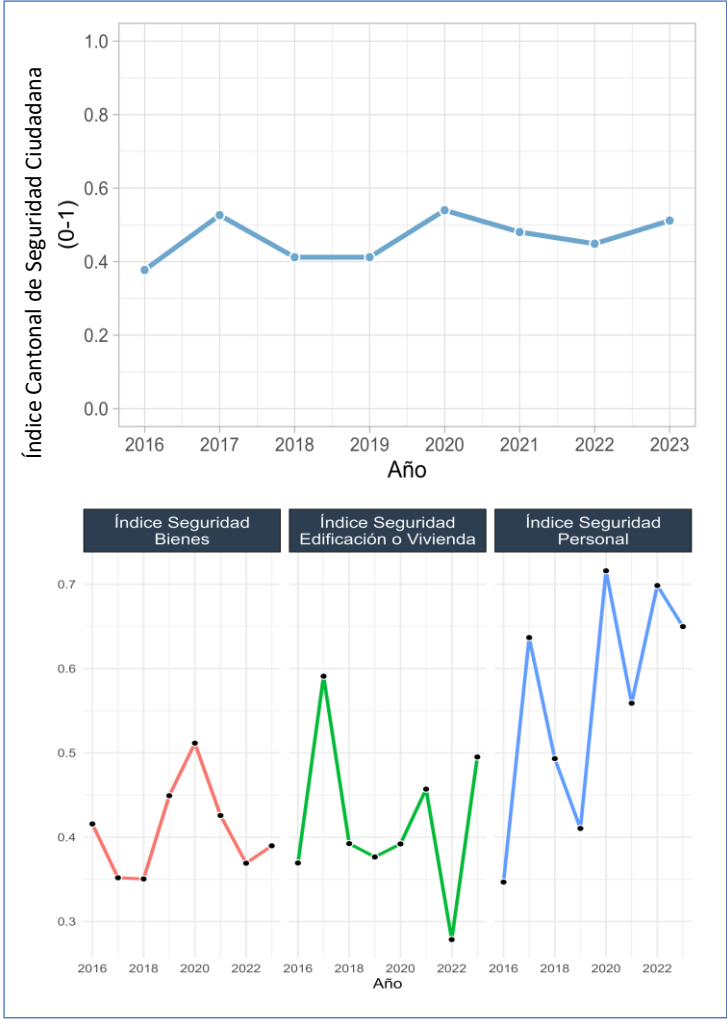 Índice Cantonal de Seguridad Ciudadana
(0-1)
1.0
0.8
0.6
0.4
0.2
0.0
2016 2017 2018 2019 2020 2021 2022 2023
Año
Índice Seguridad
Bienes
Índice Seguridad
Edificación o Vivienda
Índice Seguridad
Personal
0.7
0.6
0.5
0.4
0.3
2016 2018 2020 2022 2016 2018 2020 2022 2016 2018 2020 2022
Año